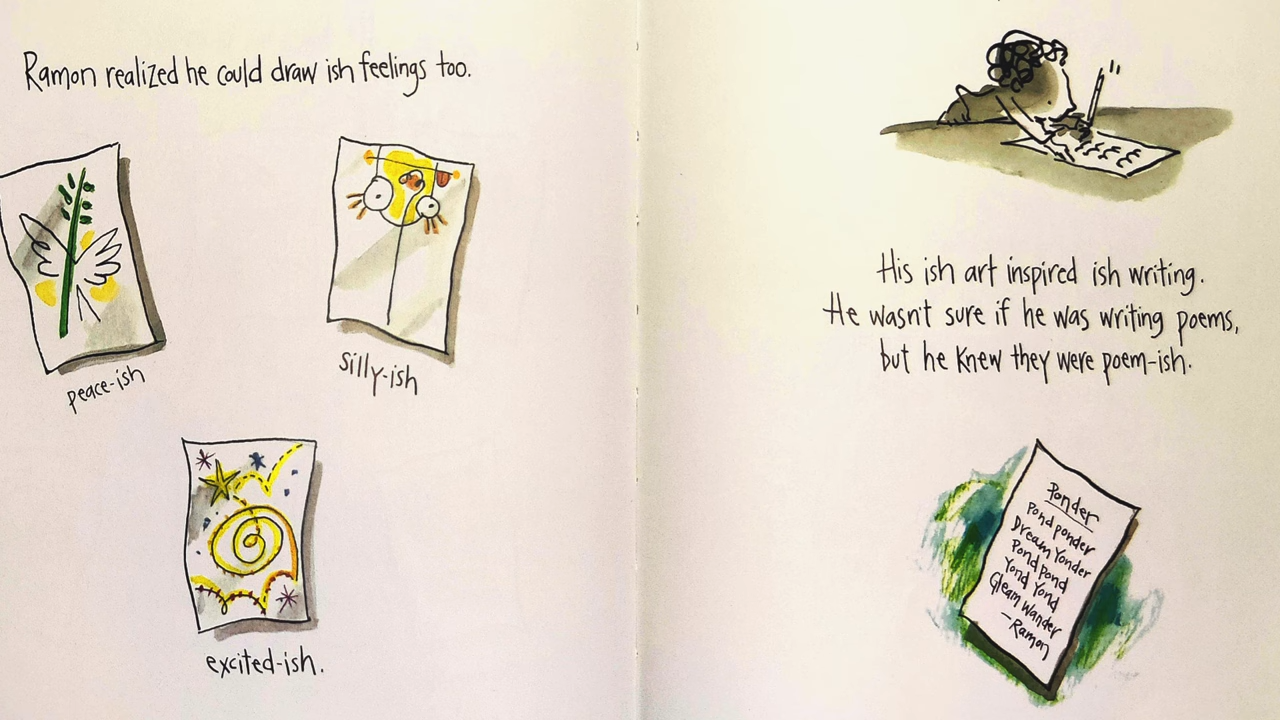 Ramon realized he could draw ish feelings too.
peace-ish
silly-ish
excited-ish.
His ish art inspired ish writing.
He wasn't sure if he was writing poems,
but he knew they were poem-ish.
Ponder
Pond ponder
Dream Yonder
Pond Pond
Yond Yond
Gleam Wander
—Ramon